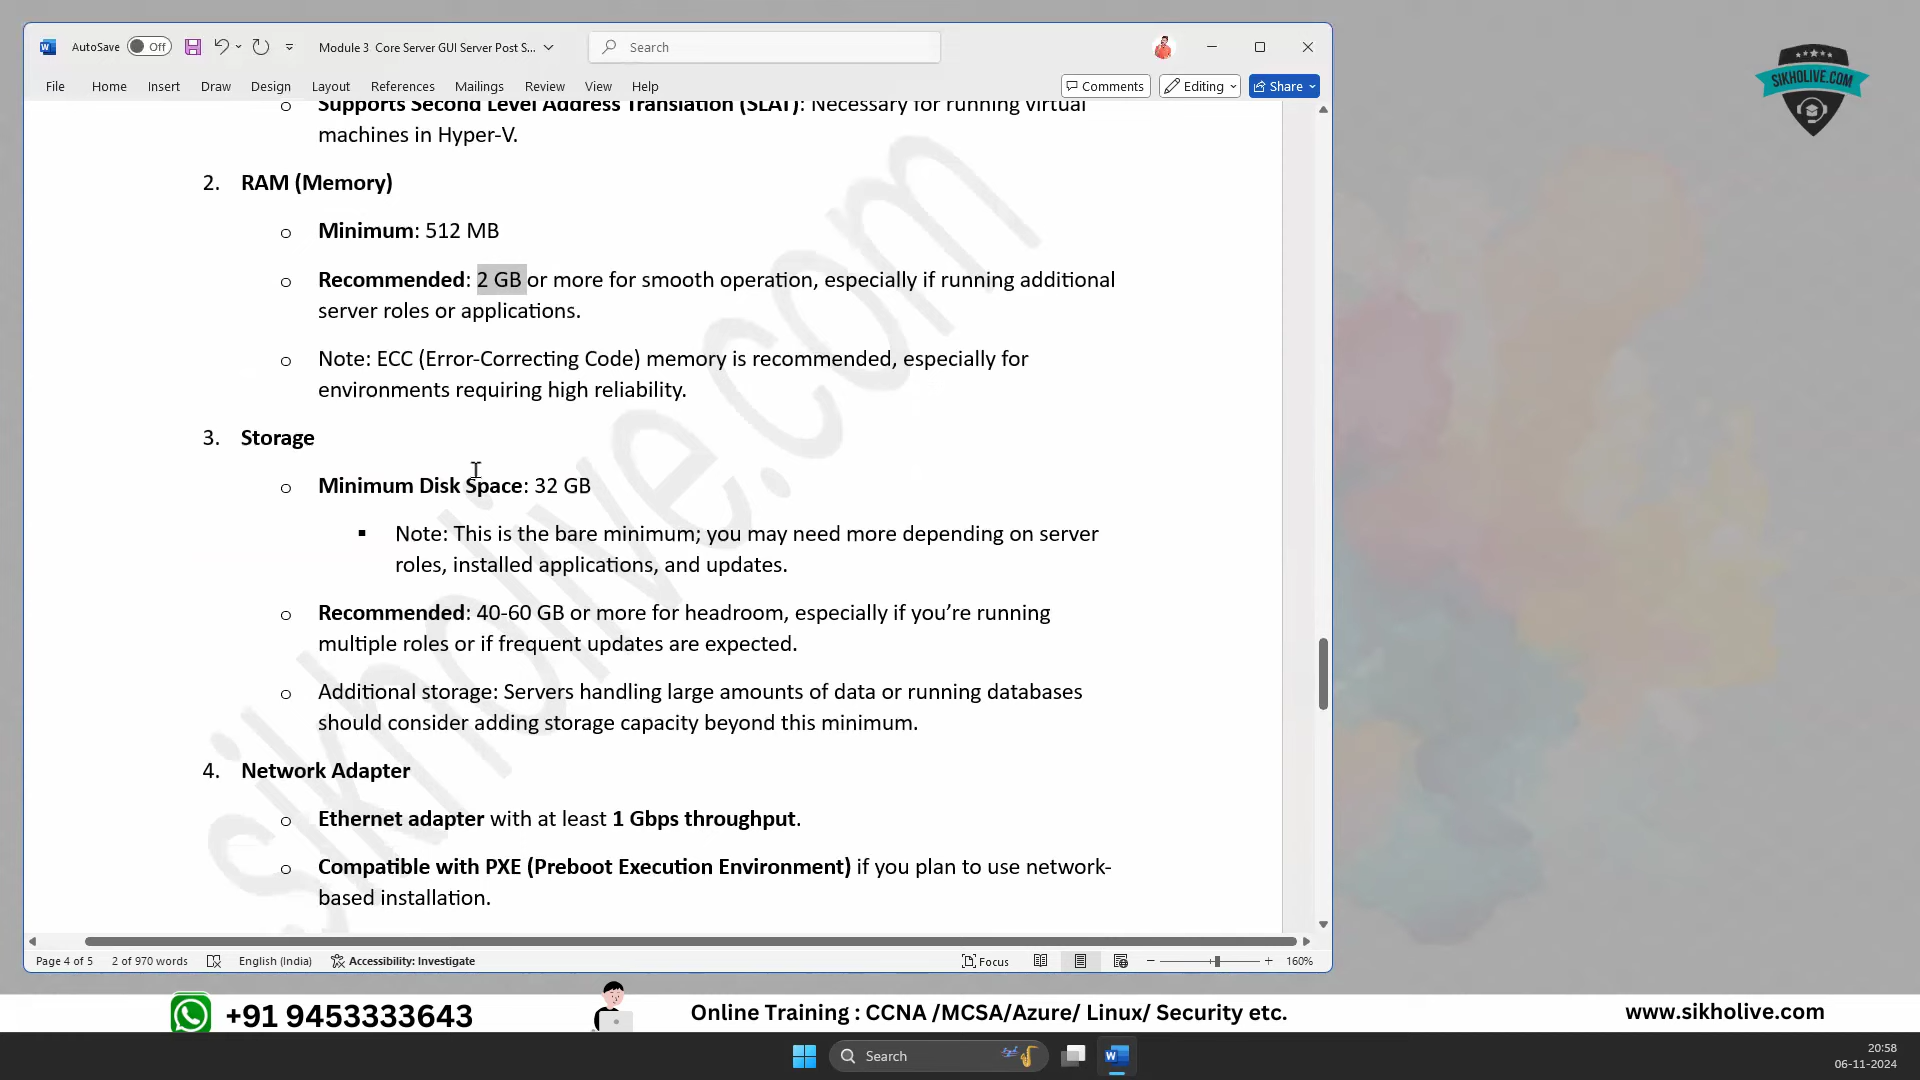 AutoSave Off Module 3 Core Server GUI Server Post S... Search
SIKHOLIVE.COM
File Home Insert Draw Design Layout References Mailings Review View Help Comments Editing Share
Supports Second Level Address Translation (SLAT): Necessary for running virtual
machines in Hyper-V.
2. RAM (Memory)
o Minimum: 512 MB
o Recommended: 2 GB or more for smooth operation, especially if running additional
server roles or applications.
o Note: ECC (Error-Correcting Code) memory is recommended, especially for
environments requiring high reliability.
3. Storage
o Minimum Disk Space: 32 GB
▪ Note: This is the bare minimum; you may need more depending on server
roles, installed applications, and updates.
o Recommended: 40-60 GB or more for headroom, especially if you’re running
multiple roles or if frequent updates are expected.
o Additional storage: Servers handling large amounts of data or running databases
should consider adding storage capacity beyond this minimum.
4. Network Adapter
o Ethernet adapter with at least 1 Gbps throughput.
o Compatible with PXE (Preboot Execution Environment) if you plan to use network-
based installation.
sikholive.com
Page 4 of 5 2 of 970 words English (India) Accessibility: Investigate Focus 160%
+91 9453333643 Online Training : CCNA /MCSA/Azure/ Linux/ Security etc. www.sikholive.com
Search
20:58
06-11-2024